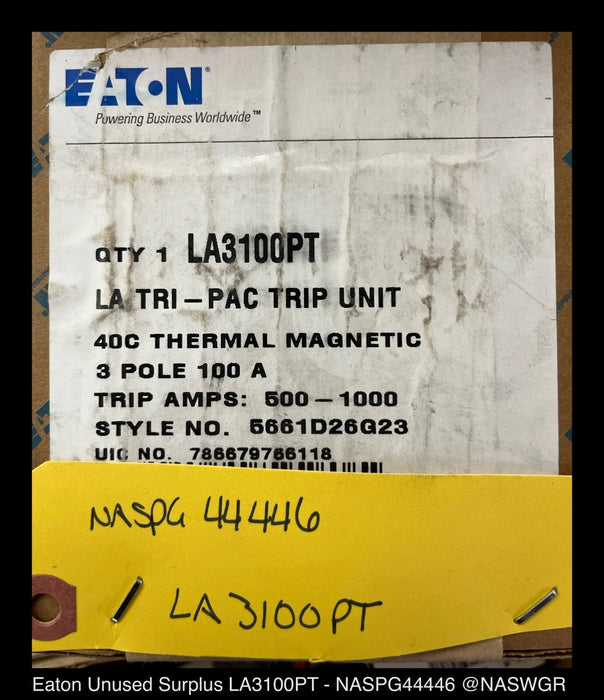 EATON
Powering Business Worldwide™
QTY 1 LA3100PT
LA TRI-PAC TRIP UNIT
40C THERMAL MAGNETIC
3 POLE 100 A
TRIP AMPS: 500-1000
STYLE NO. 5661D26G23
UIC NO. 786679766118
NASPG 44446
LA3100PT
Eaton Unused Surplus LA3100PT - NASPG44446 @NASWGR